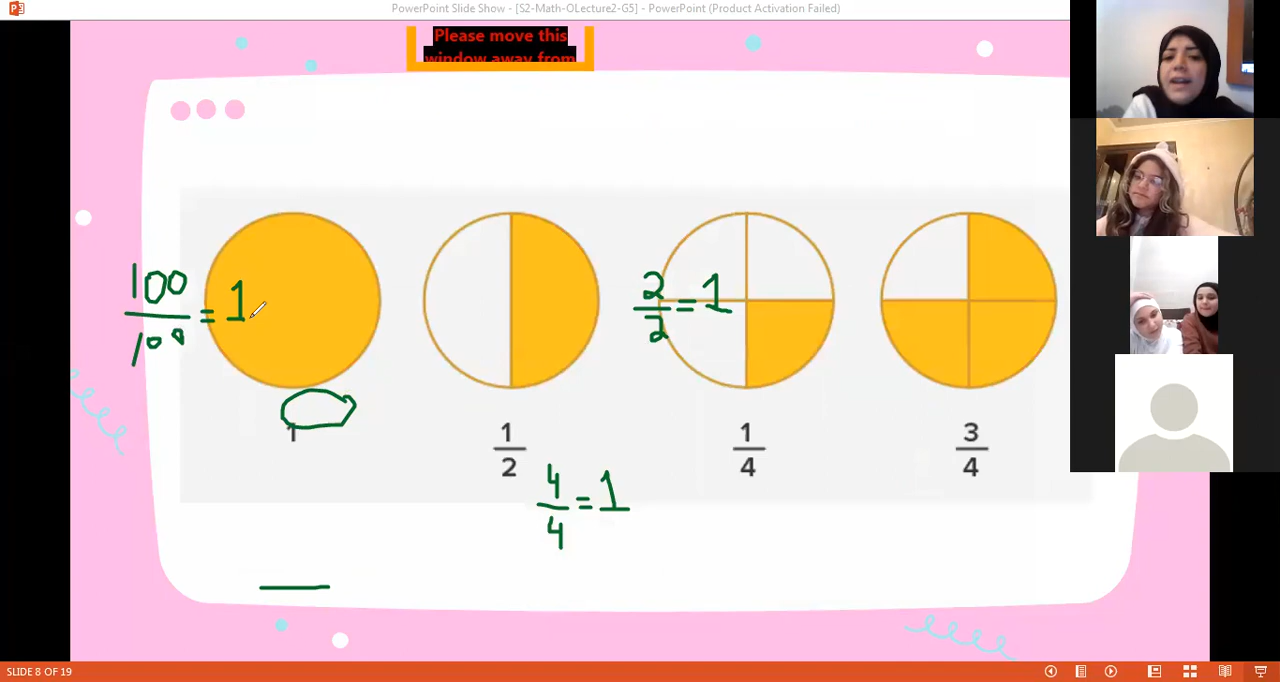 PowerPoint Slide Show - [S2-Math-OLecture2-G5] - PowerPoint (Product Activation Failed)
Please move this
window away from
100/100 = 1
2/2 = 1
1
1/2
1/4
3/4
4/4 = 1
SLIDE 8 OF 19